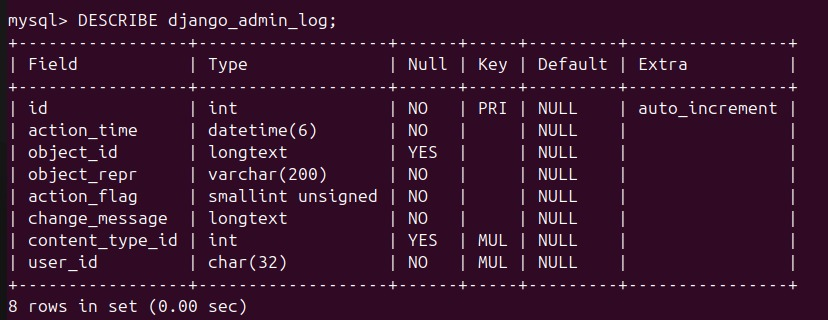 mysql> DESCRIBE django_admin_log;
+-----------------+-------------------+------+-----+---------+----------------+
| Field           | Type              | Null | Key | Default | Extra          |
+-----------------+-------------------+------+-----+---------+----------------+
| id              | int               | NO   | PRI | NULL    | auto_increment |
| action_time     | datetime(6)       | NO   |     | NULL    |                |
| object_id       | longtext          | YES  |     | NULL    |                |
| object_repr     | varchar(200)      | NO   |     | NULL    |                |
| action_flag     | smallint unsigned | NO   |     | NULL    |                |
| change_message  | longtext          | NO   |     | NULL    |                |
| content_type_id | int               | YES  | MUL | NULL    |                |
| user_id         | char(32)          | NO   | MUL | NULL    |                |
+-----------------+-------------------+------+-----+---------+----------------+
8 rows in set (0.00 sec)